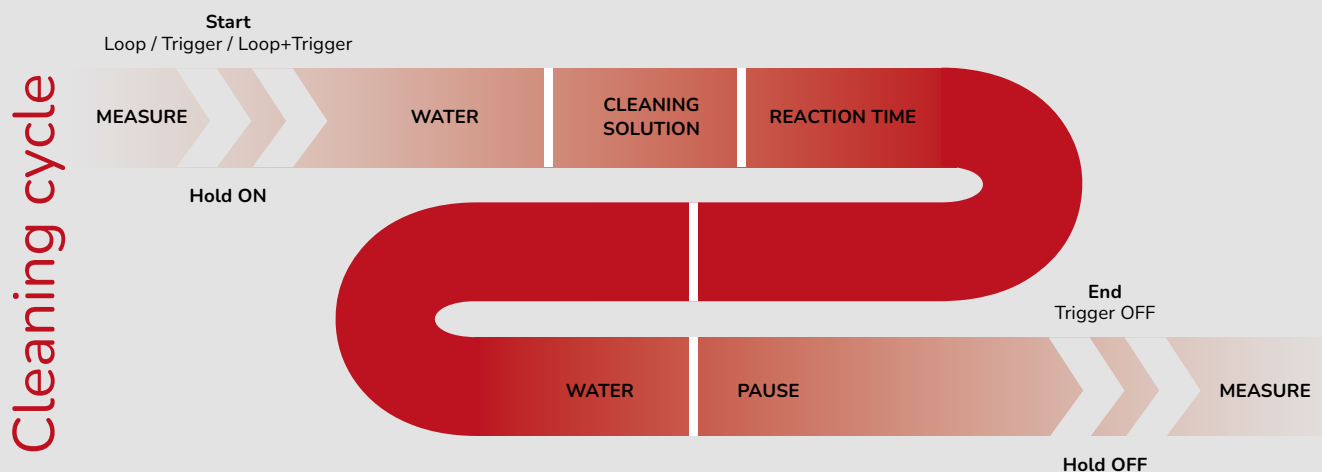 Cleaning cycle
Start
Loop / Trigger / Loop+Trigger
MEASURE
WATER
CLEANING
SOLUTION
REACTION TIME
Hold ON
End
Trigger OFF
WATER
PAUSE
MEASURE
Hold OFF